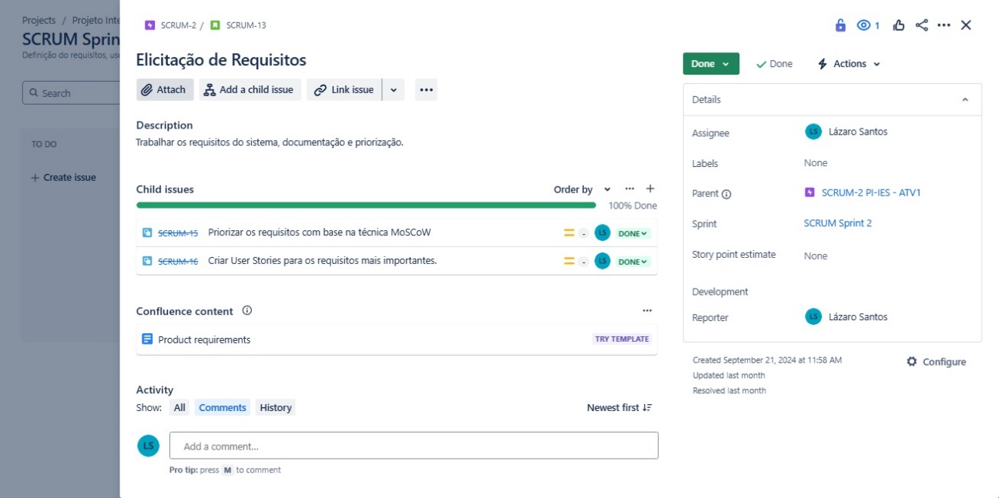 Projects / Projeto Inte
SCRUM Sprin
Definição do requisitos, use
Search
TO DO
+ Create issue
SCRUM-2 / SCRUM-13
1
Elicitação de Requisitos
Attach Add a child issue Link issue
Description
Trabalhar os requisitos do sistema, documentação e priorização.
Child issues Order by
100% Done
SCRUM-15 Priorizar os requisitos com base na técnica MoSCoW - LS DONE
SCRUM-16 Criar User Stories para os requisitos mais importantes. - LS DONE
Confluence content
Product requirements TRY TEMPLATE
Activity
Show: All Comments History Newest first
LS Add a comment...
Pro tip: press M to comment
Done Done Actions
Details
Assignee LS Lázaro Santos
Labels None
Parent SCRUM-2 PI-IES - ATV1
Sprint SCRUM Sprint 2
Story point estimate None
Development
Reporter LS Lázaro Santos
Created September 21, 2024 at 11:58 AM Configure
Updated last month
Resolved last month